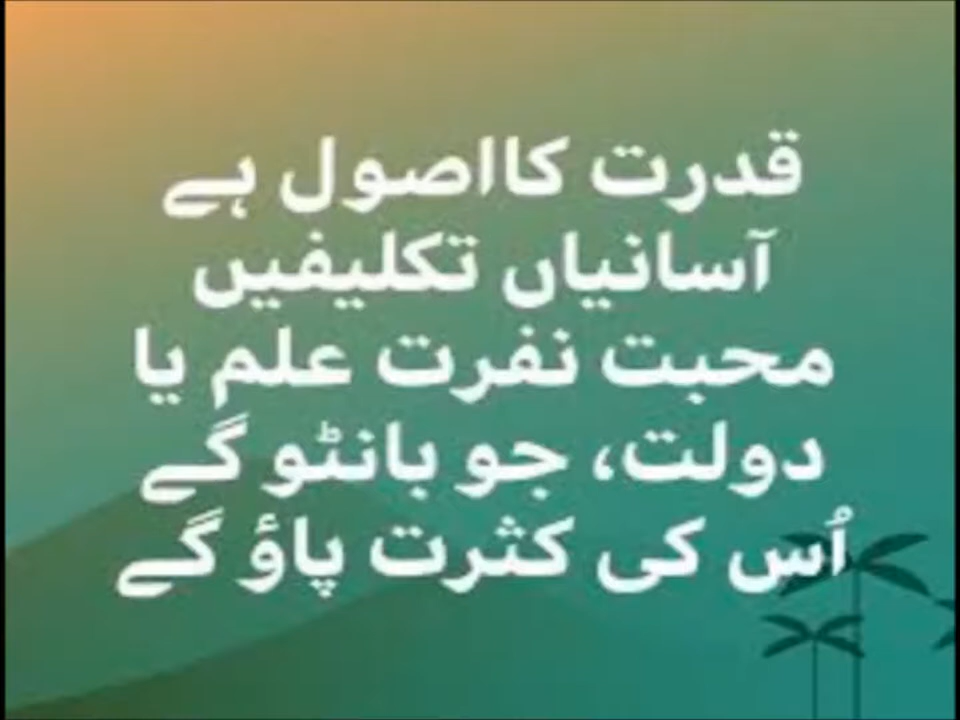 قدرت کااصول ہے
آسانیاں تکلیفیں
محبت نفرت علم یا
دولت، جو بانٹو گے
اُس کی کثرت پاؤ گے